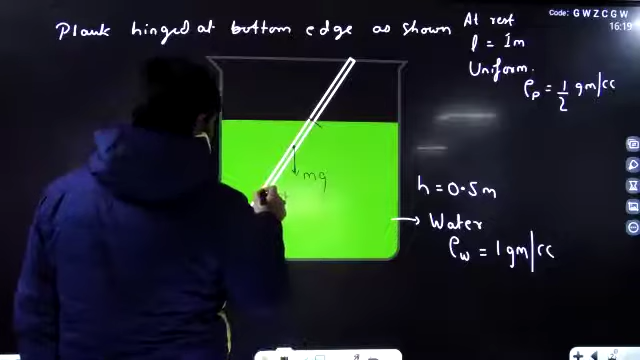 Code: GWZCGW
16:19
Plank hinged at bottom edge as shown
At rest
l = 1m
Uniform.
ρp = 1/2 gm/cc
mg
h = 0.5m
→ Water
ρw = 1 gm/cc